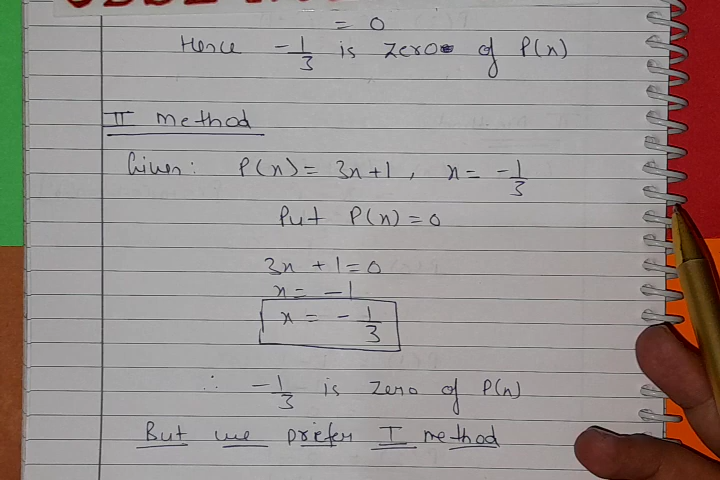 = 0
Hence -1/3 is zero of P(x)
II method
Given: P(x) = 3x+1, x = -1/3
Put P(x) = 0
3x + 1 = 0
x = -1
x = -1/3
∴ -1/3 is zero of P(x)
But we prefer I method